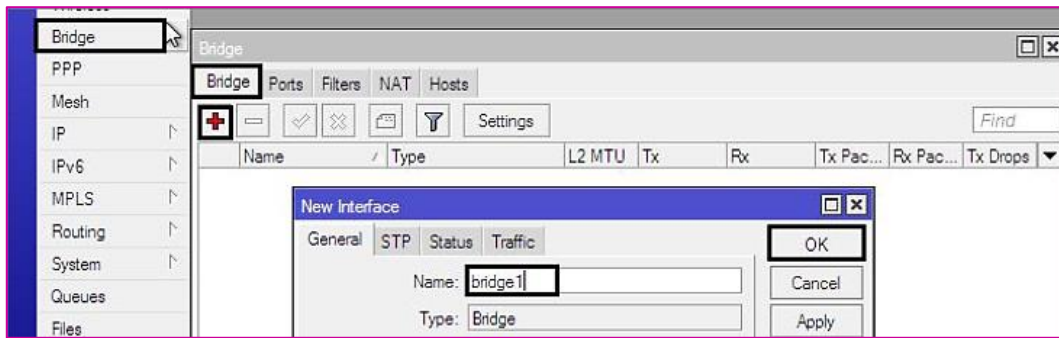 Bridge
PPP
Mesh
IP
IPv6
MPLS
Routing
System
Queues
Files
Bridge
Bridge Ports Filters NAT Hosts
Settings Find
Name Type L2 MTU Tx Rx Tx Pac... Rx Pac... Tx Drops
New Interface
General STP Status Traffic OK
Name: bridge1 Cancel
Type: Bridge Apply